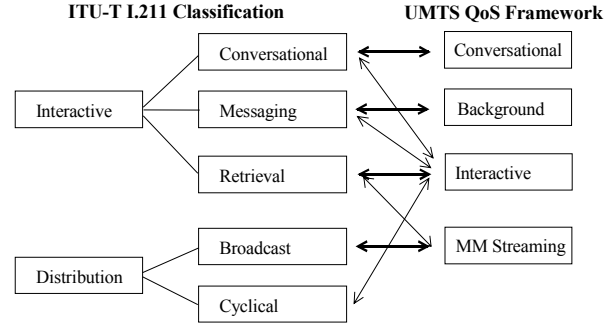 ITU-T I.211 Classification
UMTS QoS Framework
Conversational
Conversational
Interactive
Messaging
Background
Retrieval
Interactive
Broadcast
MM Streaming
Distribution
Cyclical